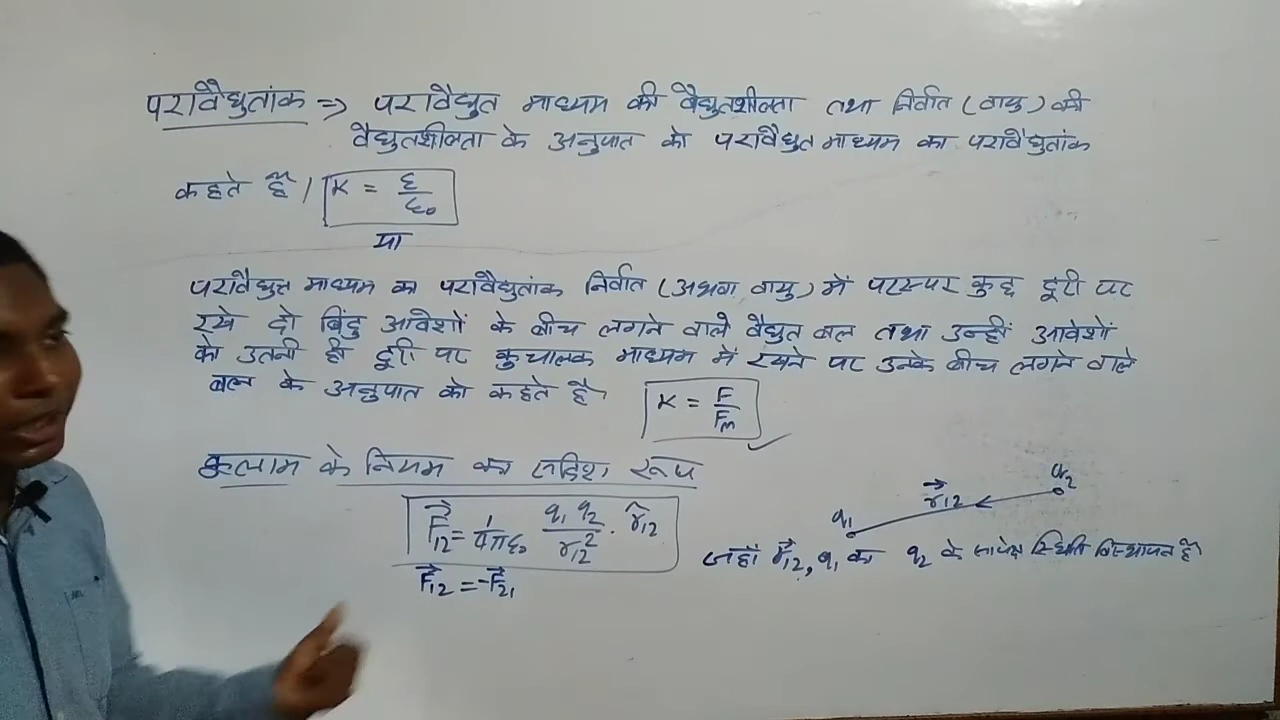 परावैद्युतांक ⇒ परावैद्युत माध्यम की वैद्युतशीलता तथा निर्वात (वायु) की
वैद्युतशीलता के अनुपात को परावैद्युत माध्यम का परावैद्युतांक
कहते हैं। K = ε/ε₀
या
परावैद्युत माध्यम का परावैद्युतांक निर्वात (अथवा वायु) में परस्पर कुछ दूरी पर
रखे दो बिंदु आवेशों के बीच लगने वाले वैद्युत बल तथा उन्हीं आवेशों
को उतनी ही दूरी पर कुचालक माध्यम में रखने पर उनके बीच लगने वाले
बल के अनुपात को कहते है। K = F/Fₘ
कूलाम के नियम का सदिश रूप
F⃗₁₂ = 1/4πε₀ q₁q₂/r₁₂² · r̂₁₂
F⃗₁₂ = -F⃗₂₁
q₁ r⃗₁₂ q₂
जहाँ r⃗₁₂, q₁ का q₂ के सापेक्ष स्थिति विस्थापन है।